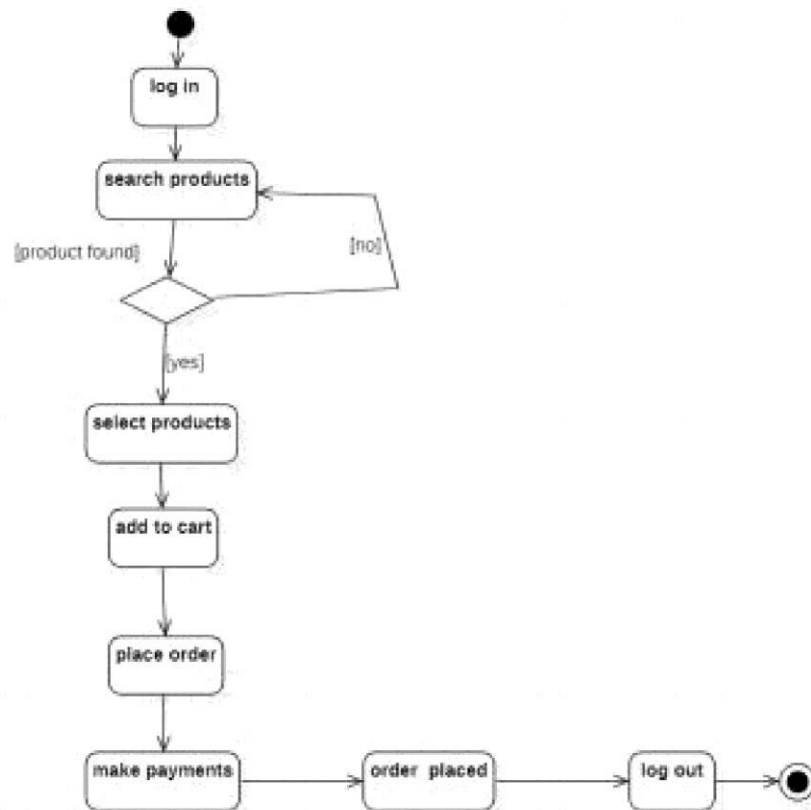 log in
search products
[product found]
[no]
[yes]
select products
add to cart
place order
make payments
order placed
log out